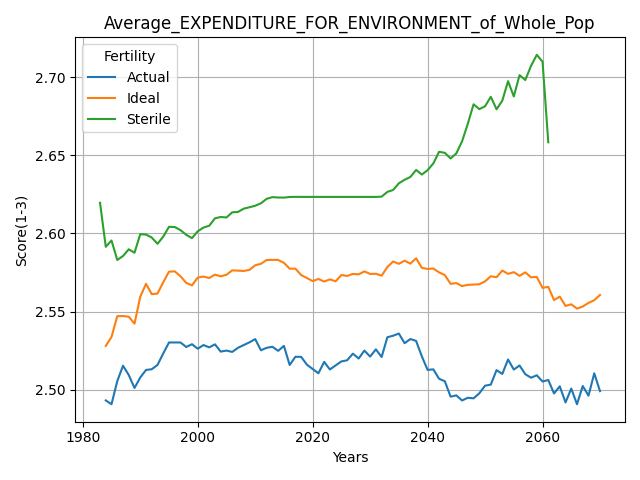 Average_EXPENDITURE_FOR_ENVIRONMENT_of_Whole_Pop
Fertility
Actual
Ideal
Sterile
2.70
2.65
2.60
2.55
2.50
Score(1-3)
1980
2000
2020
2040
2060
Years